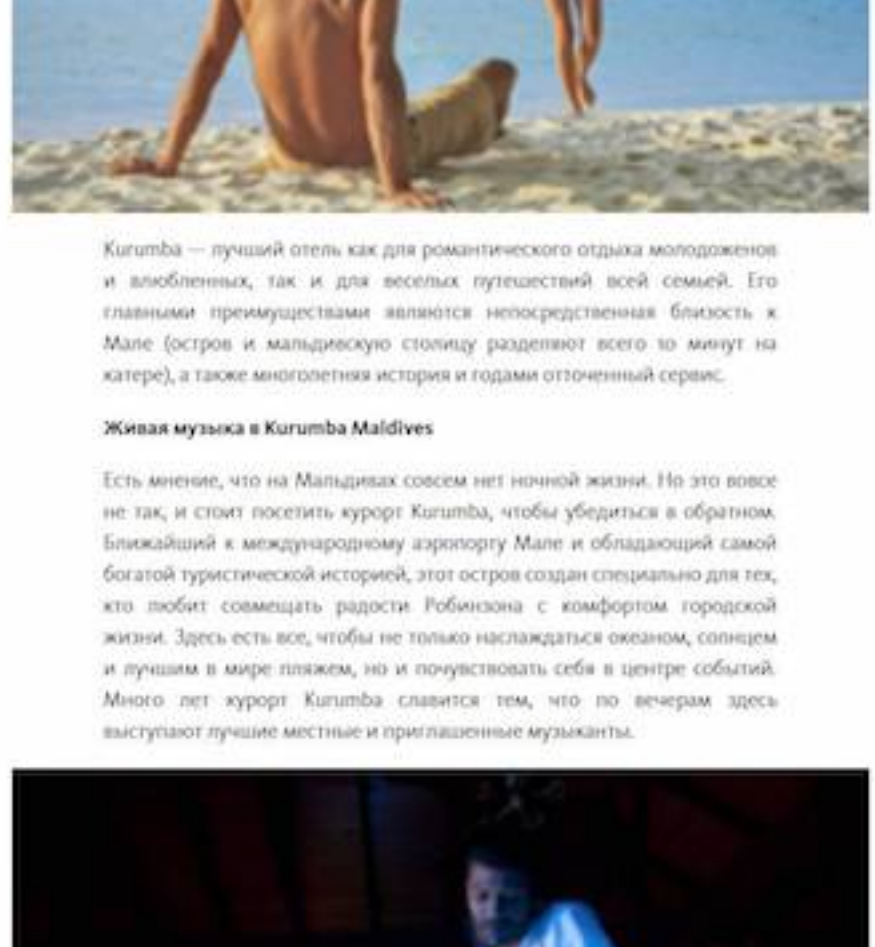 Kurumba — лучший отель как для романтического отдыха молодоженов
и влюбленных, так и для веселых путешествий всей семьей. Его
главными преимуществами являются непосредственная близость к
Мале (остров и мальдивскую столицу разделяют всего 10 минут на
катере), а также многолетняя история и годами отточенный сервис.
Живая музыка в Kurumba Maldives
Есть мнение, что на Мальдивах совсем нет ночной жизни. Но это вовсе
не так, и стоит посетить курорт Kurumba, чтобы убедиться в обратном.
Ближайший к международному аэропорту Мале и обладающий самой
богатой туристической историей, этот остров создан специально для тех,
кто любит совмещать радости Робинзона с комфортом городской
жизни. Здесь есть все, чтобы не только наслаждаться океаном, солнцем
и лучшим в мире пляжем, но и почувствовать себя в центре событий.
Много лет курорт Kurumba славится тем, что по вечерам здесь
выступают лучшие местные и приглашенные музыканты.